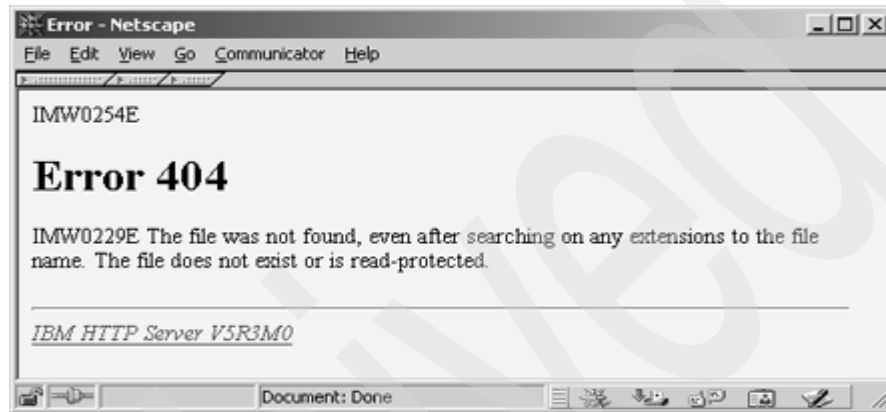 Error - Netscape
File Edit View Go Communicator Help
IMW0254E
Error 404
IMW0229E The file was not found, even after searching on any extensions to the file
name. The file does not exist or is read-protected.
IBM HTTP Server V5R3M0
Document: Done